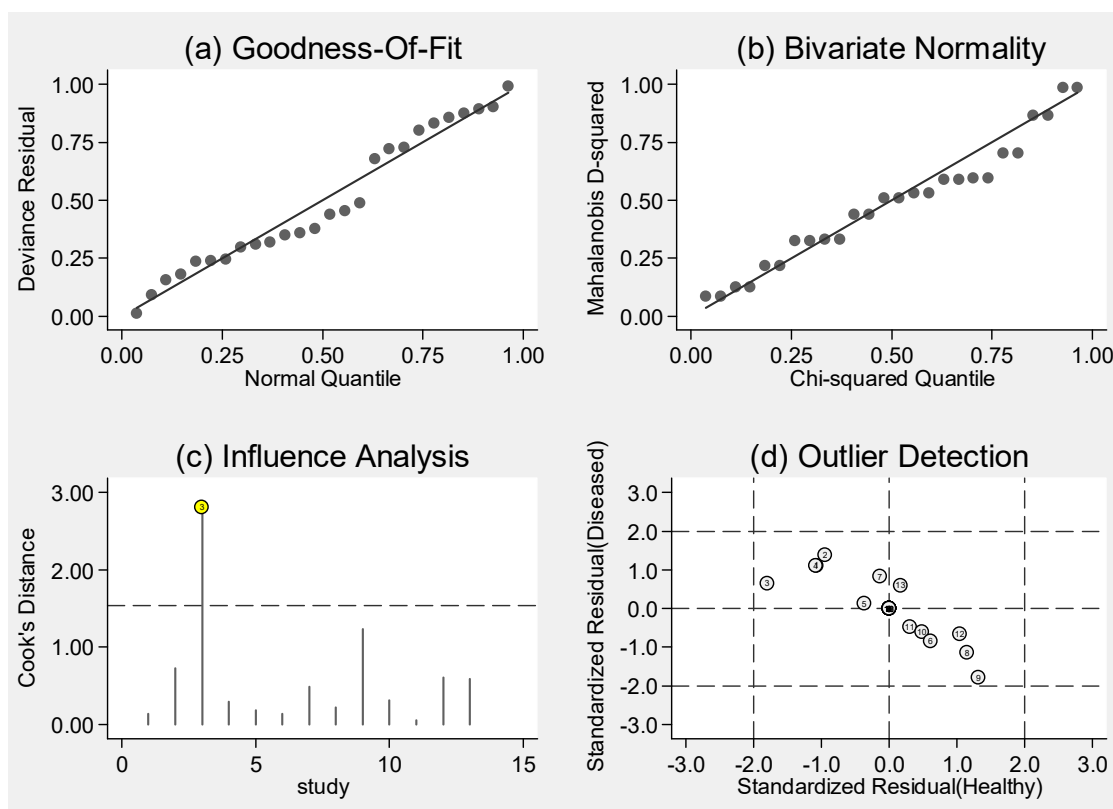 (a) Goodness-Of-Fit
Deviance Residual
1.00
0.75
0.50
0.25
0.00
0.00 0.25 0.50 0.75 1.00
Normal Quantile
(b) Bivariate Normality
Mahalanobis D-squared
1.00
0.75
0.50
0.25
0.00
0.00 0.25 0.50 0.75 1.00
Chi-squared Quantile
(c) Influence Analysis
Cook's Distance
3.00
2.00
1.00
0.00
3
0 5 10 15
study
(d) Outlier Detection
Standardized Residual(Diseased)
3.0
2.0
1.0
0.0
-1.0
-2.0
-3.0
2
4
7
3
13
5
11
10
12
6
8
9
-3.0 -2.0 -1.0 0.0 1.0 2.0 3.0
Standardized Residual(Healthy)